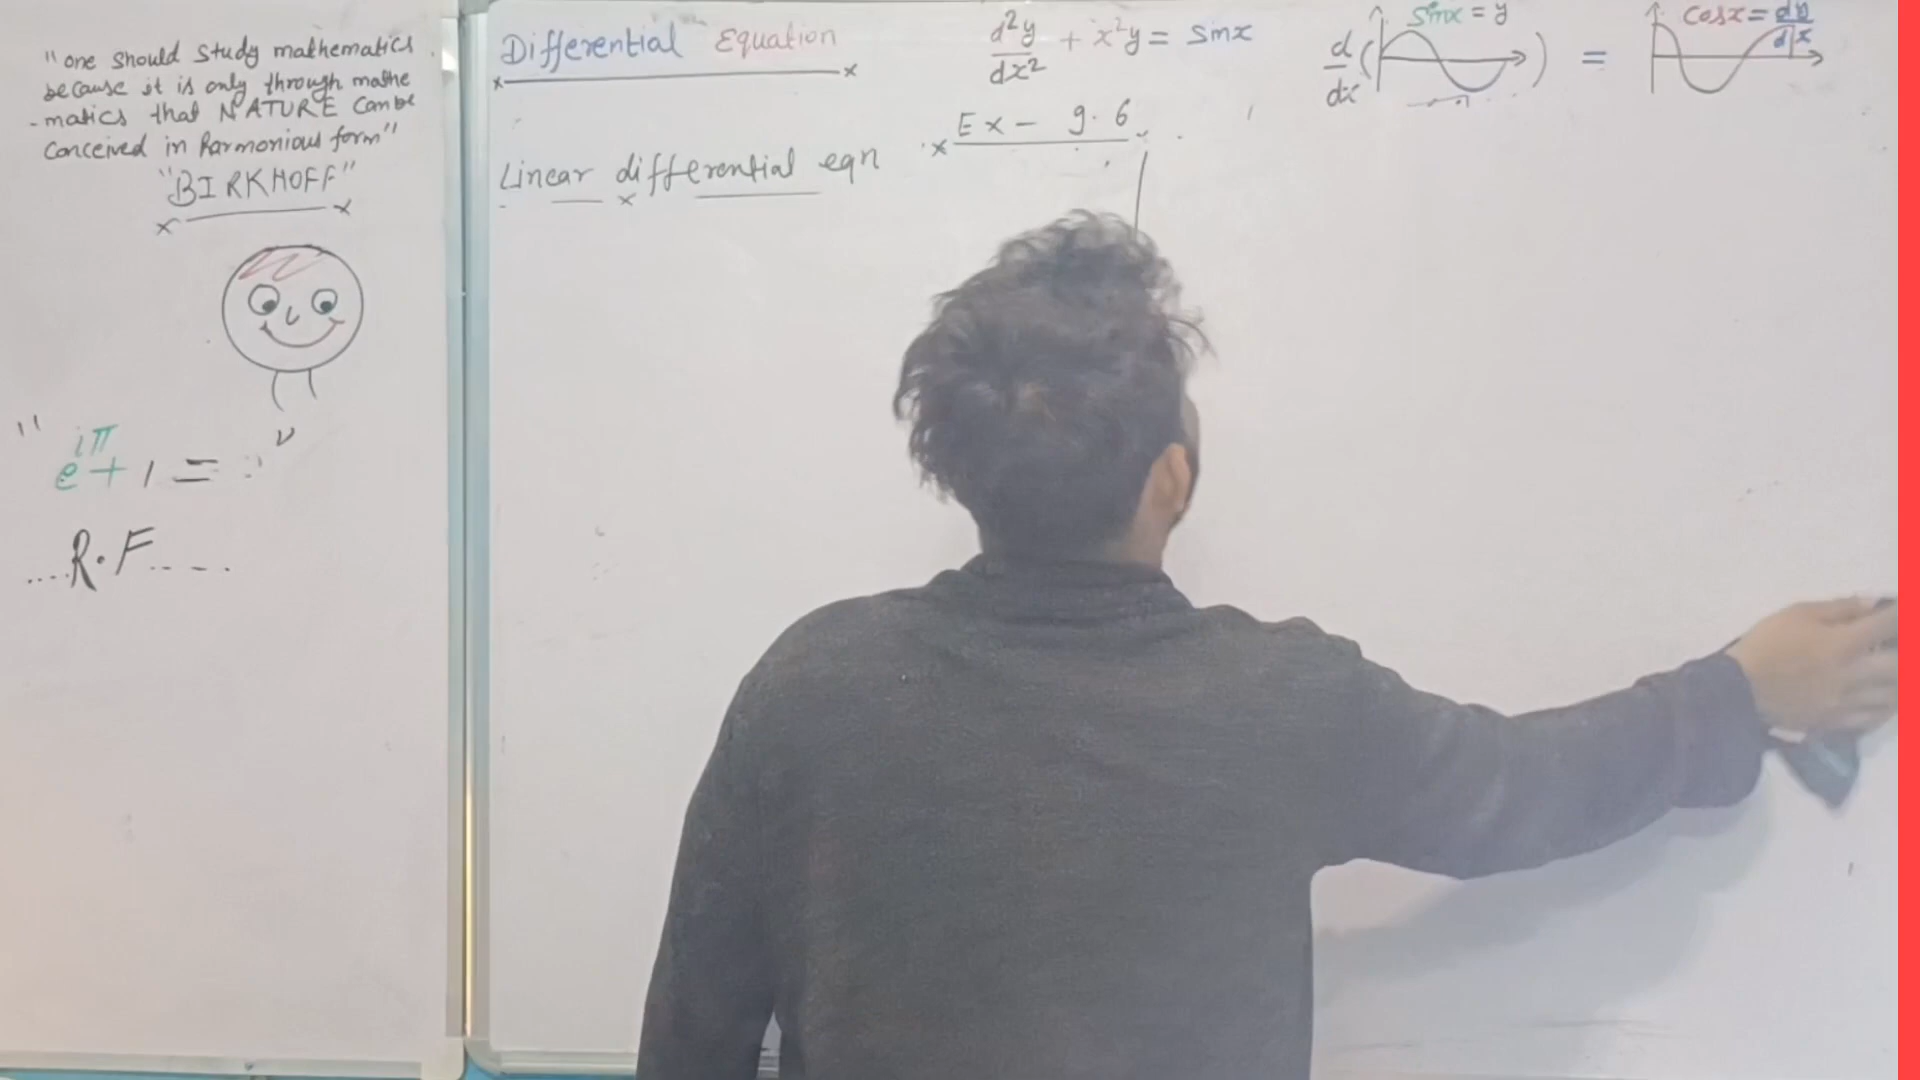 "one should study mathematics
because it is only through mathe
-matics that NATURE can be
conceived in harmonious form"
"BIRKHOFF"
"e^{iπ} + 1 = "
....R.F.....
Differential Equation
d²y/dx² + x²y = sinx
d/dx ( sinx = y ) = cosx = dy/dx
Ex - 9.6
Linear differential eqn